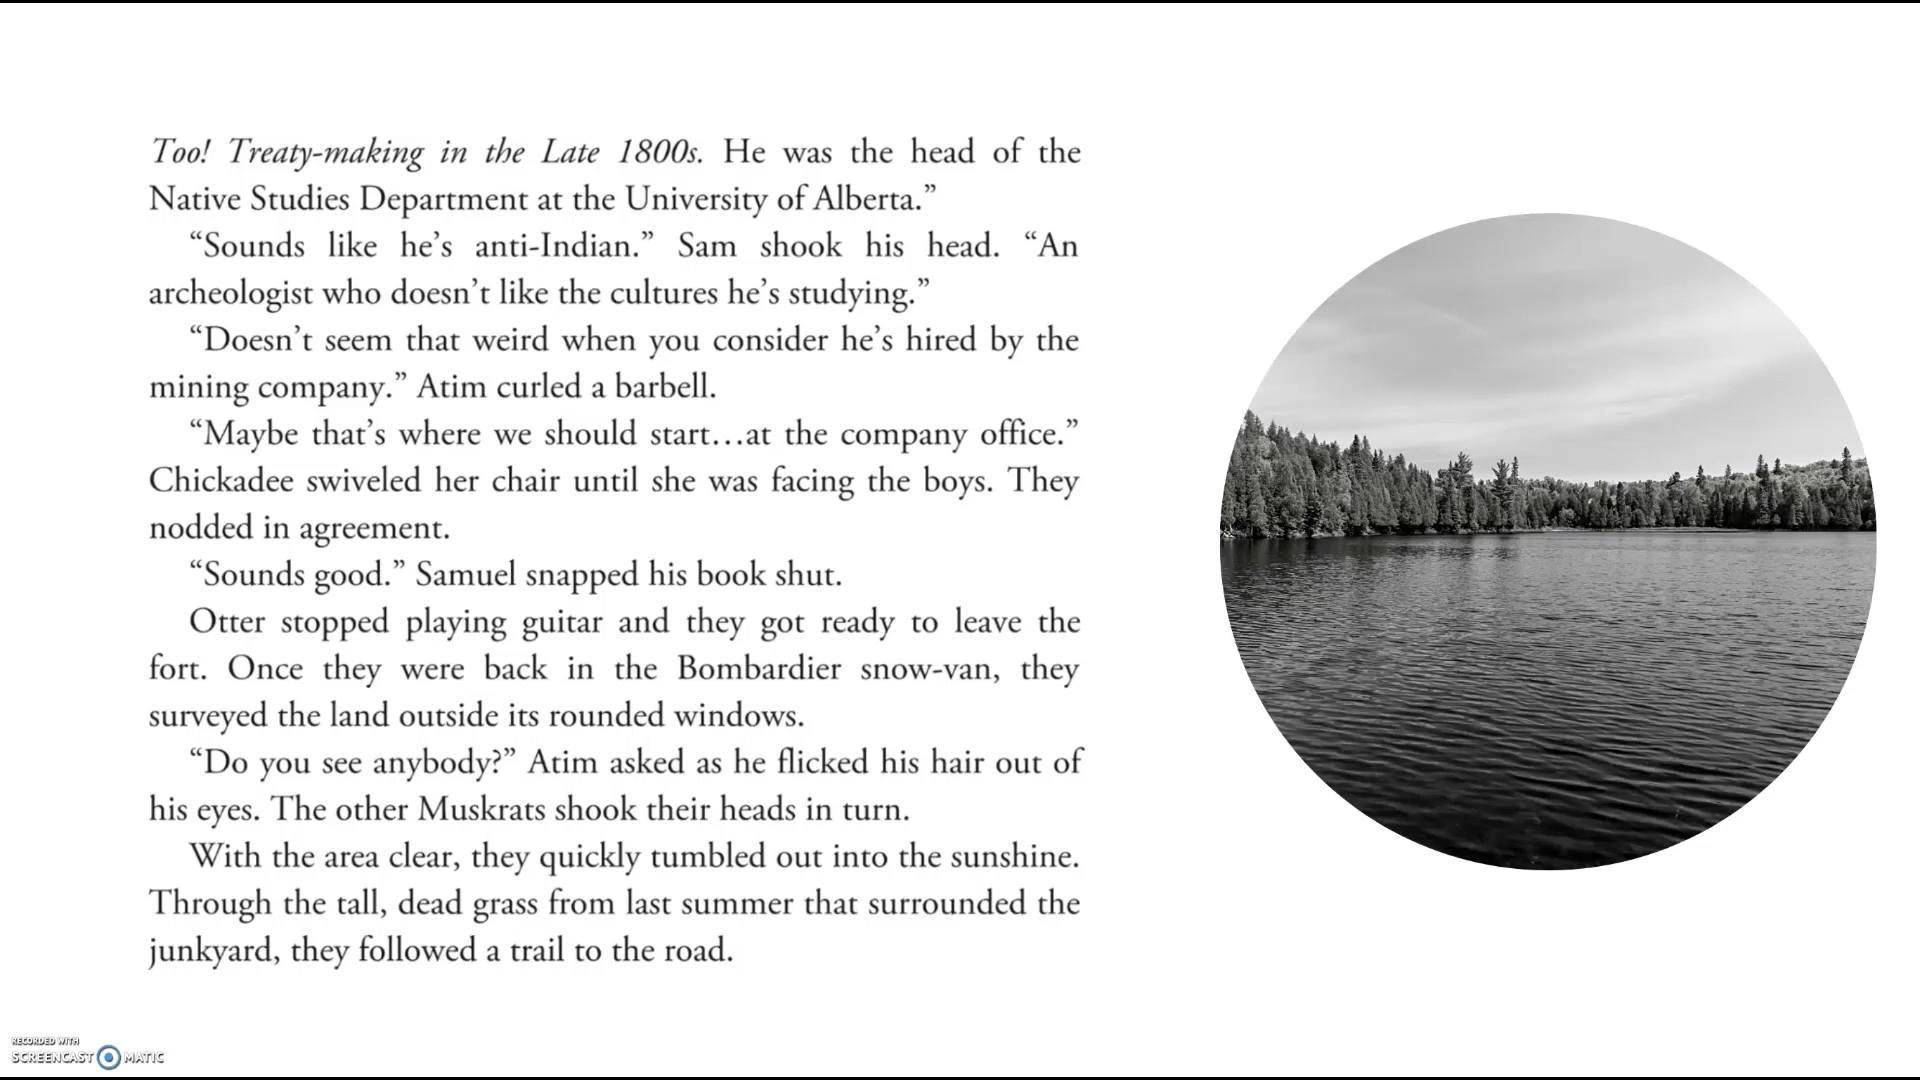 Too! Treaty-making in the Late 1800s. He was the head of the
Native Studies Department at the University of Alberta.”
“Sounds like he’s anti-Indian.” Sam shook his head. “An
archeologist who doesn’t like the cultures he’s studying.”
“Doesn’t seem that weird when you consider he’s hired by the
mining company.” Atim curled a barbell.
“Maybe that’s where we should start…at the company office.”
Chickadee swiveled her chair until she was facing the boys. They
nodded in agreement.
“Sounds good.” Samuel snapped his book shut.
Otter stopped playing guitar and they got ready to leave the
fort. Once they were back in the Bombardier snow-van, they
surveyed the land outside its rounded windows.
“Do you see anybody?” Atim asked as he flicked his hair out of
his eyes. The other Muskrats shook their heads in turn.
With the area clear, they quickly tumbled out into the sunshine.
Through the tall, dead grass from last summer that surrounded the
junkyard, they followed a trail to the road.
RECORDED WITH
SCREENCAST MATIC